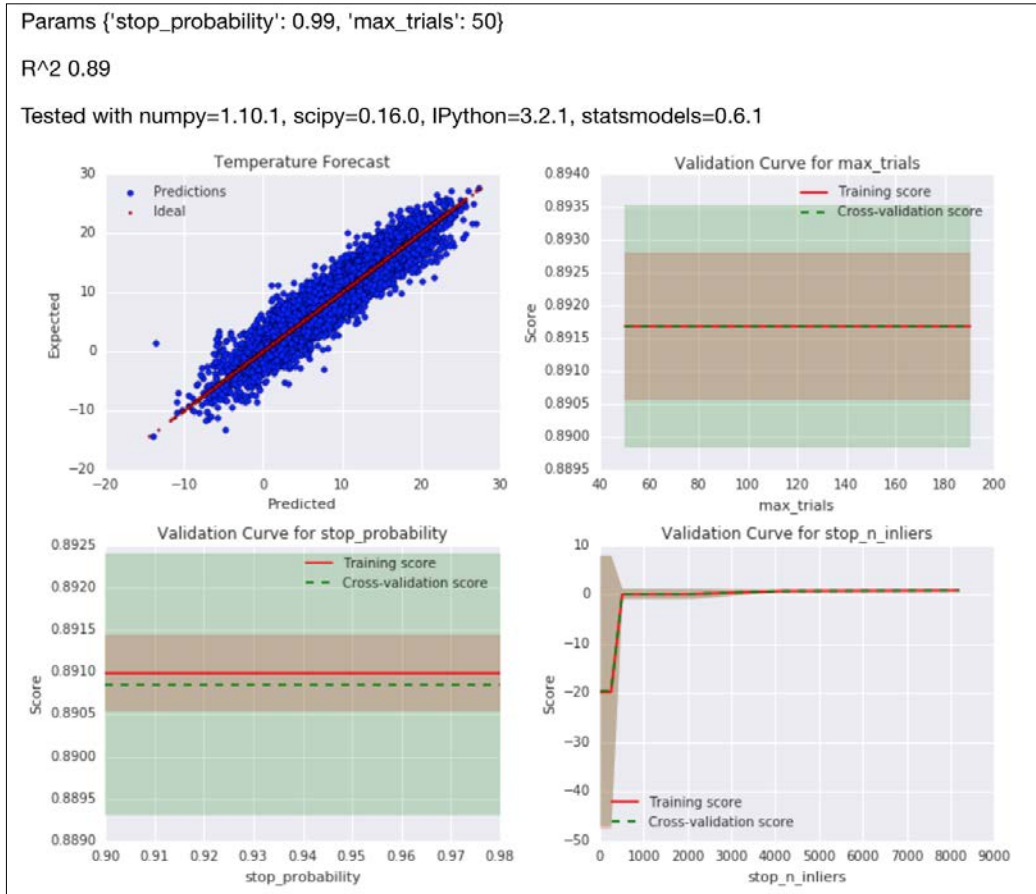 Params {'stop_probability': 0.99, 'max_trials': 50}
R^2 0.89
Tested with numpy=1.10.1, scipy=0.16.0, IPython=3.2.1, statsmodels=0.6.1
Temperature Forecast
Predictions
Ideal
30
20
10
0
−10
−20
Expected
−20
−10
0
10
20
30
Predicted
Validation Curve for max_trials
Training score
Cross-validation score
0.8940
0.8935
0.8930
0.8925
0.8920
0.8915
0.8910
0.8905
0.8900
0.8895
Score
40
60
80
100
120
140
160
180
200
max_trials
Validation Curve for stop_probability
Training score
Cross-validation score
0.8925
0.8920
0.8915
0.8910
0.8905
0.8900
0.8895
0.8890
Score
0.90
0.91
0.92
0.93
0.94
0.95
0.96
0.97
0.98
stop_probability
Validation Curve for stop_n_inliers
10
0
−10
−20
−30
−40
−50
Score
Training score
Cross-validation score
0
1000
2000
3000
4000
5000
6000
7000
8000
9000
stop_n_inliers